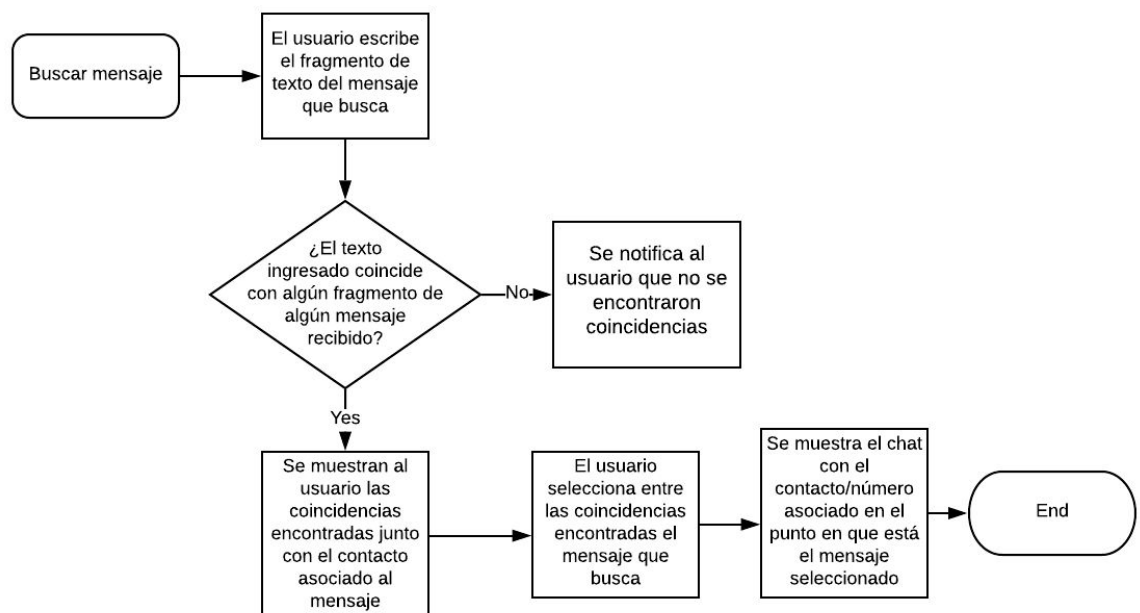 Buscar mensaje
El usuario escribe
el fragmento de
texto del mensaje
que busca
¿El texto
ingresado coincide
con algún fragmento de
algún mensaje
recibido?
No
Se notifica al
usuario que no se
encontraron
coincidencias
Yes
Se muestran al
usuario las
coincidencias
encontradas junto
con el contacto
asociado al
mensaje
El usuario
selecciona entre
las coincidencias
encontradas el
mensaje que
busca
Se muestra el chat
con el
contacto/número
asociado en el
punto en que está
el mensaje
seleccionado
End